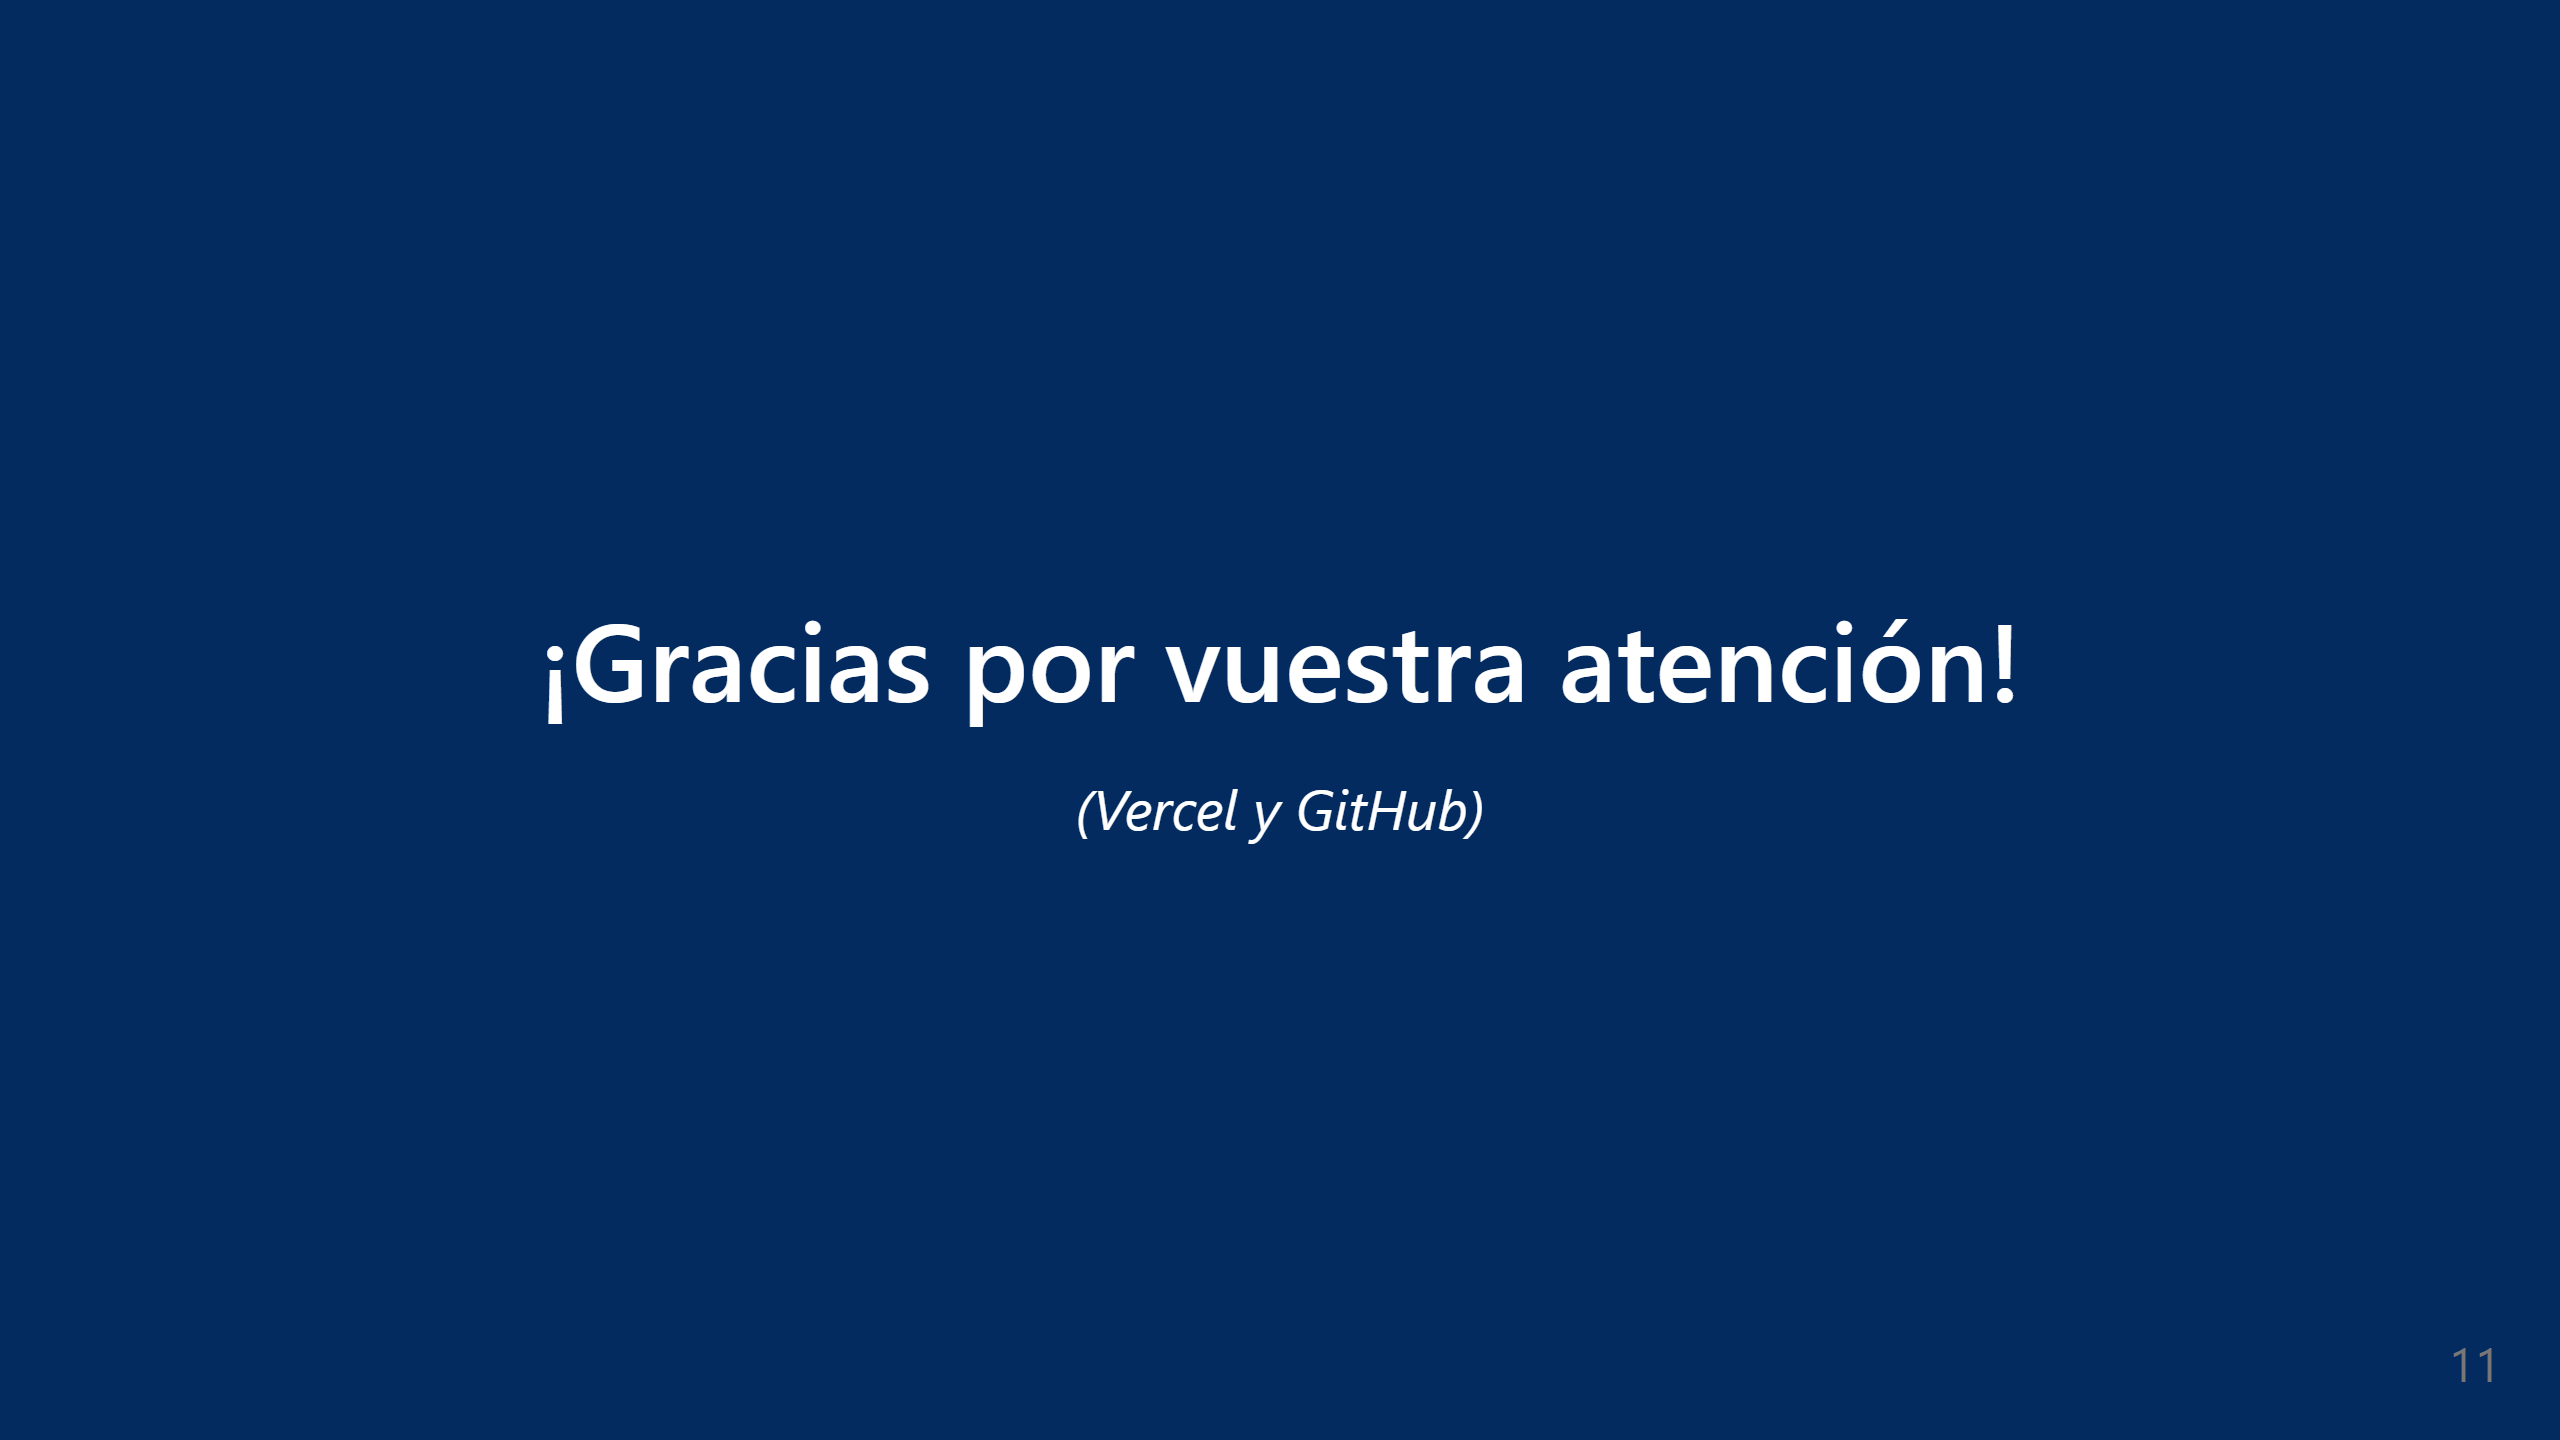 ¡Gracias por vuestra atención!
(Vercel y GitHub)
11